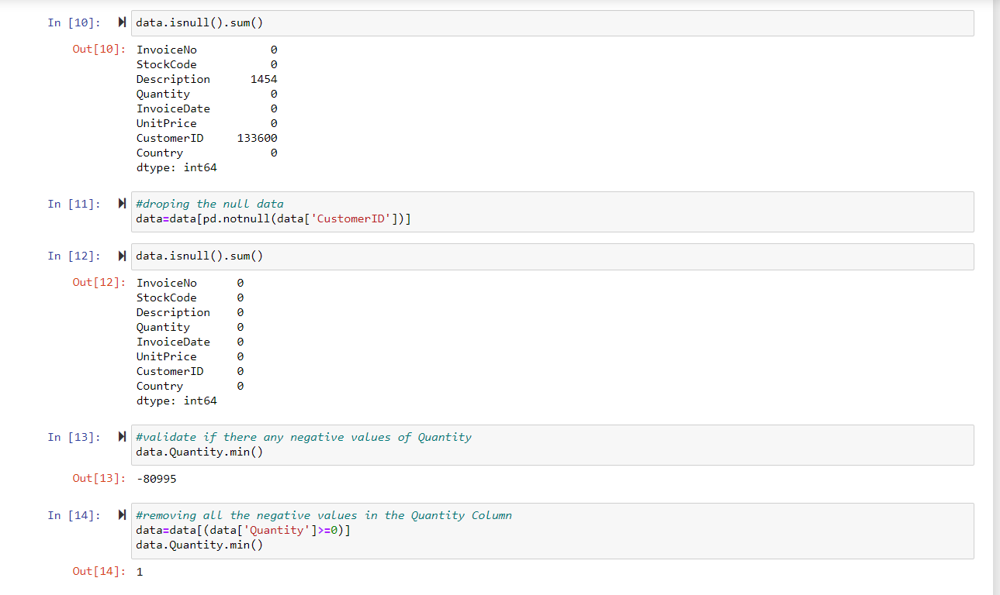 In [10]: data.isnull().sum()
Out[10]: InvoiceNo 0
StockCode 0
Description 1454
Quantity 0
InvoiceDate 0
UnitPrice 0
CustomerID 133600
Country 0
dtype: int64
In [11]: #droping the null data
data=data[pd.notnull(data['CustomerID'])]
In [12]: data.isnull().sum()
Out[12]: InvoiceNo 0
StockCode 0
Description 0
Quantity 0
InvoiceDate 0
UnitPrice 0
CustomerID 0
Country 0
dtype: int64
In [13]: #validate if there any negative values of Quantity
data.Quantity.min()
Out[13]: -80995
In [14]: #removing all the negative values in the Quantity Column
data=data[(data['Quantity']>=0)]
data.Quantity.min()
Out[14]: 1